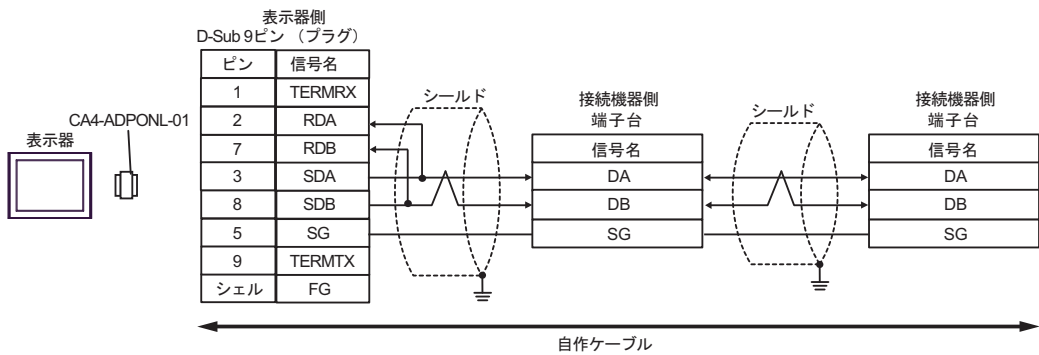 表示器側
D-Sub 9ピン （プラグ）
ピン 信号名
1 TERMRX
2 RDA
7 RDB
3 SDA
8 SDB
5 SG
9 TERMTX
シェル FG
CA4-ADPONL-01
表示器
シールド
接続機器側
端子台
信号名
DA
DB
SG
シールド
接続機器側
端子台
信号名
DA
DB
SG
自作ケーブル